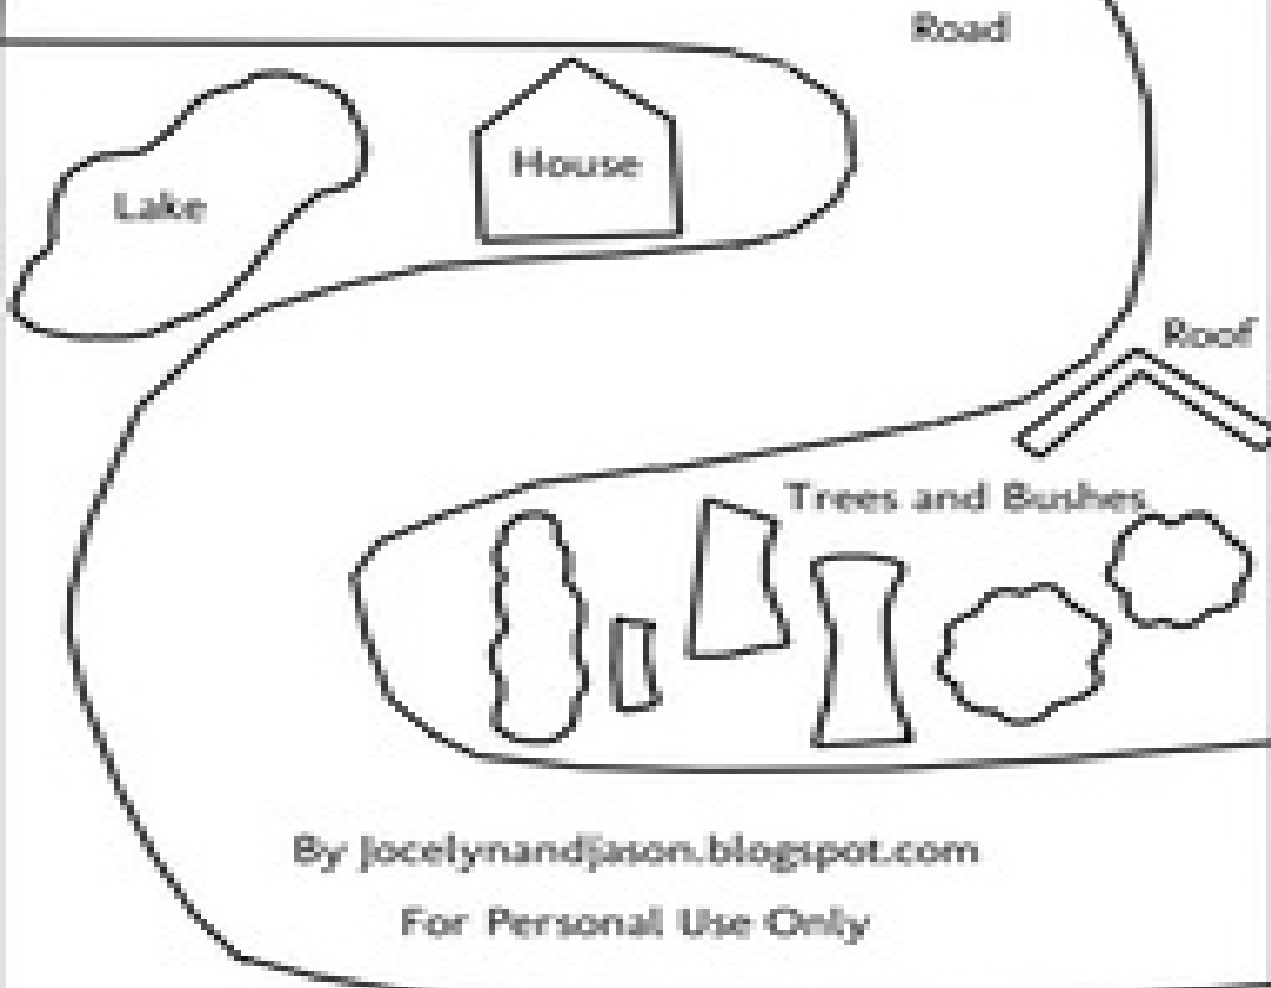 Road
House
Lake
Roof
Trees and Bushes
By Jocelynandjason.blogspot.com
For Personal Use Only